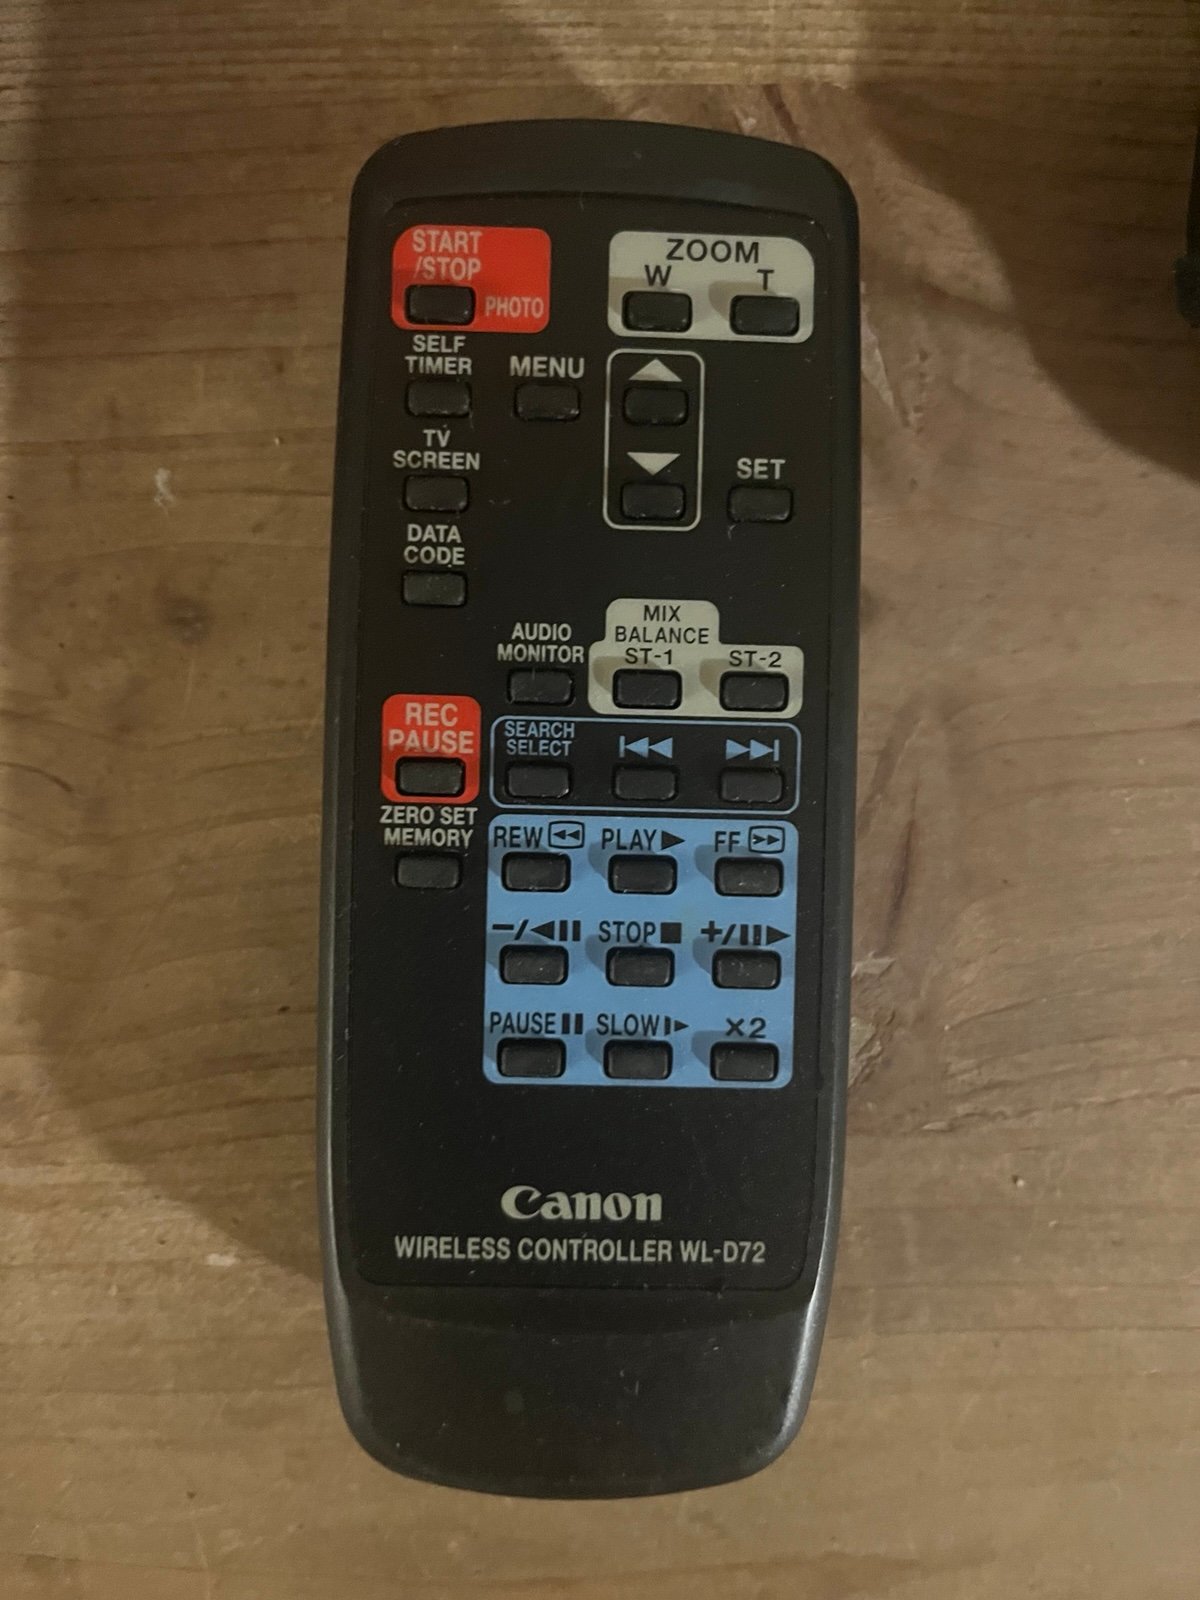 START
/STOP
PHOTO
ZOOM
W T
SELF
TIMER
MENU
TV
SCREEN
SET
DATA
CODE
AUDIO
MONITOR
MIX
BALANCE
ST-1 ST-2
REC
PAUSE
SEARCH
SELECT
ZERO SET
MEMORY
REW PLAY FF
−/ STOP +/
PAUSE SLOW ×2
Canon
WIRELESS CONTROLLER WL-D72